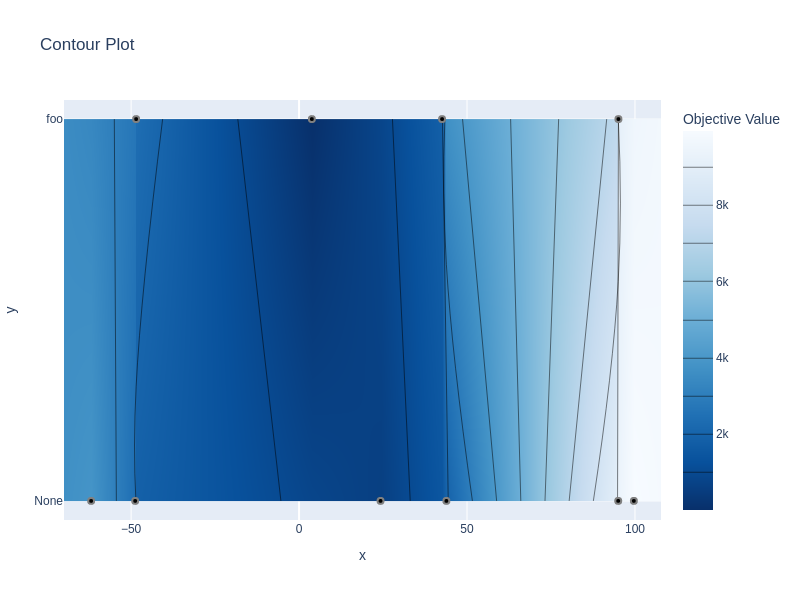 Contour Plot
Objective Value
foo
None
y
−50
0
50
100
x
8k
6k
4k
2k